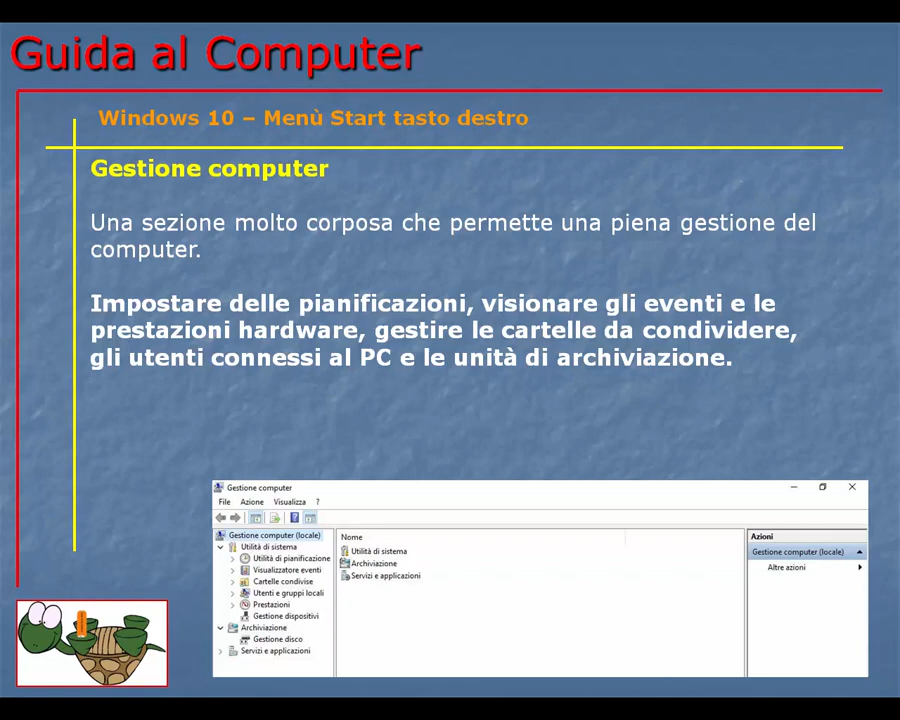 Guida al Computer
Windows 10 – Menù Start tasto destro
Gestione computer
Una sezione molto corposa che permette una piena gestione del
computer.
Impostare delle pianificazioni, visionare gli eventi e le
prestazioni hardware, gestire le cartelle da condividere,
gli utenti connessi al PC e le unità di archiviazione.
Gestione computer
File Azione Visualizza ?
Gestione computer (locale)
Utilità di sistema
Utilità di pianificazione
Visualizzatore eventi
Cartelle condivise
Utenti e gruppi locali
Prestazioni
Gestione dispositivi
Archiviazione
Gestione disco
Servizi e applicazioni
Nome
Utilità di sistema
Archiviazione
Servizi e applicazioni
Azioni
Gestione computer (locale)
Altre azioni